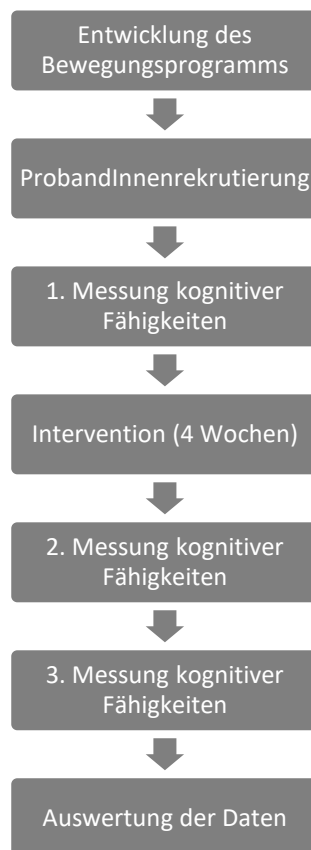 Entwicklung des
Bewegungsprogramms
ProbandInnenrekrutierung
1. Messung kognitiver
Fähigkeiten
Intervention (4 Wochen)
2. Messung kognitiver
Fähigkeiten
3. Messung kognitiver
Fähigkeiten
Auswertung der Daten